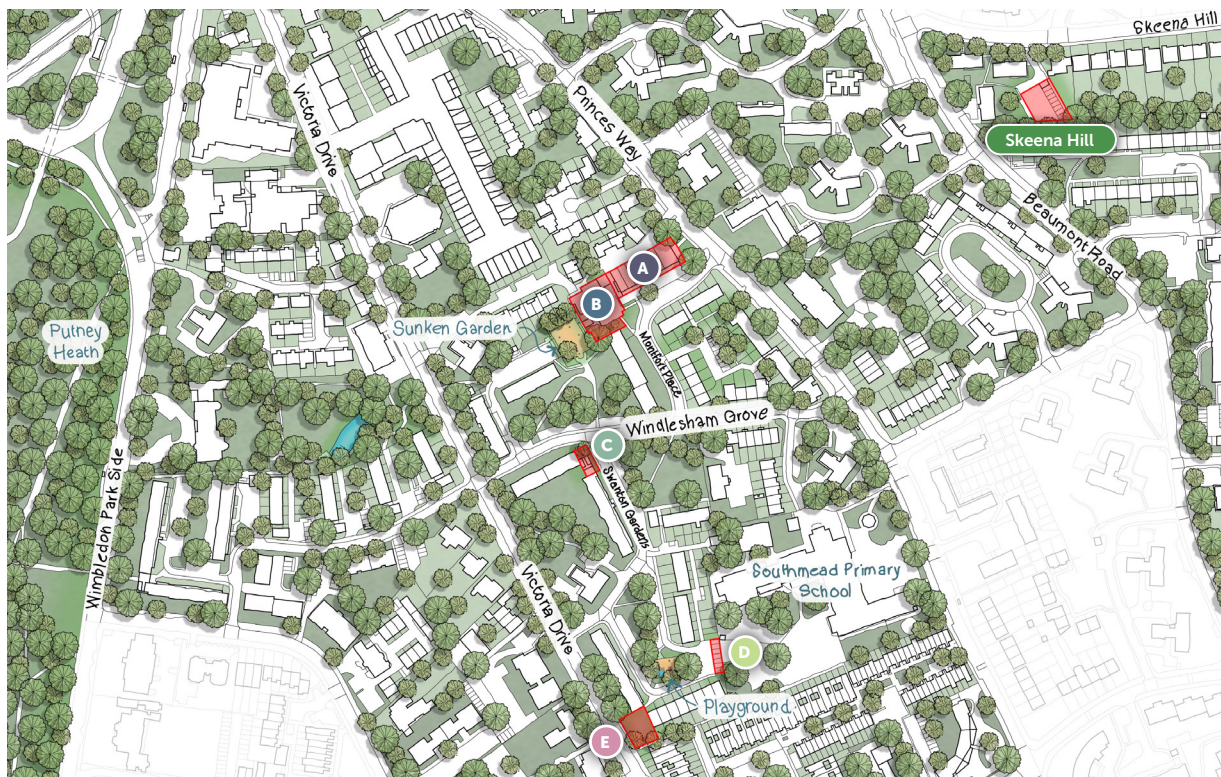 Skeena Hill
Victoria Drive
Princes Way
Skeena Hill
Beaumont Road
A
B
Sunken Garden
Putney
Heath
Montfort Place
Windlesham Grove
C
Swanton Gardens
Wimbledon Park Side
Victoria Drive
Southmead Primary
School
D
Playground
E